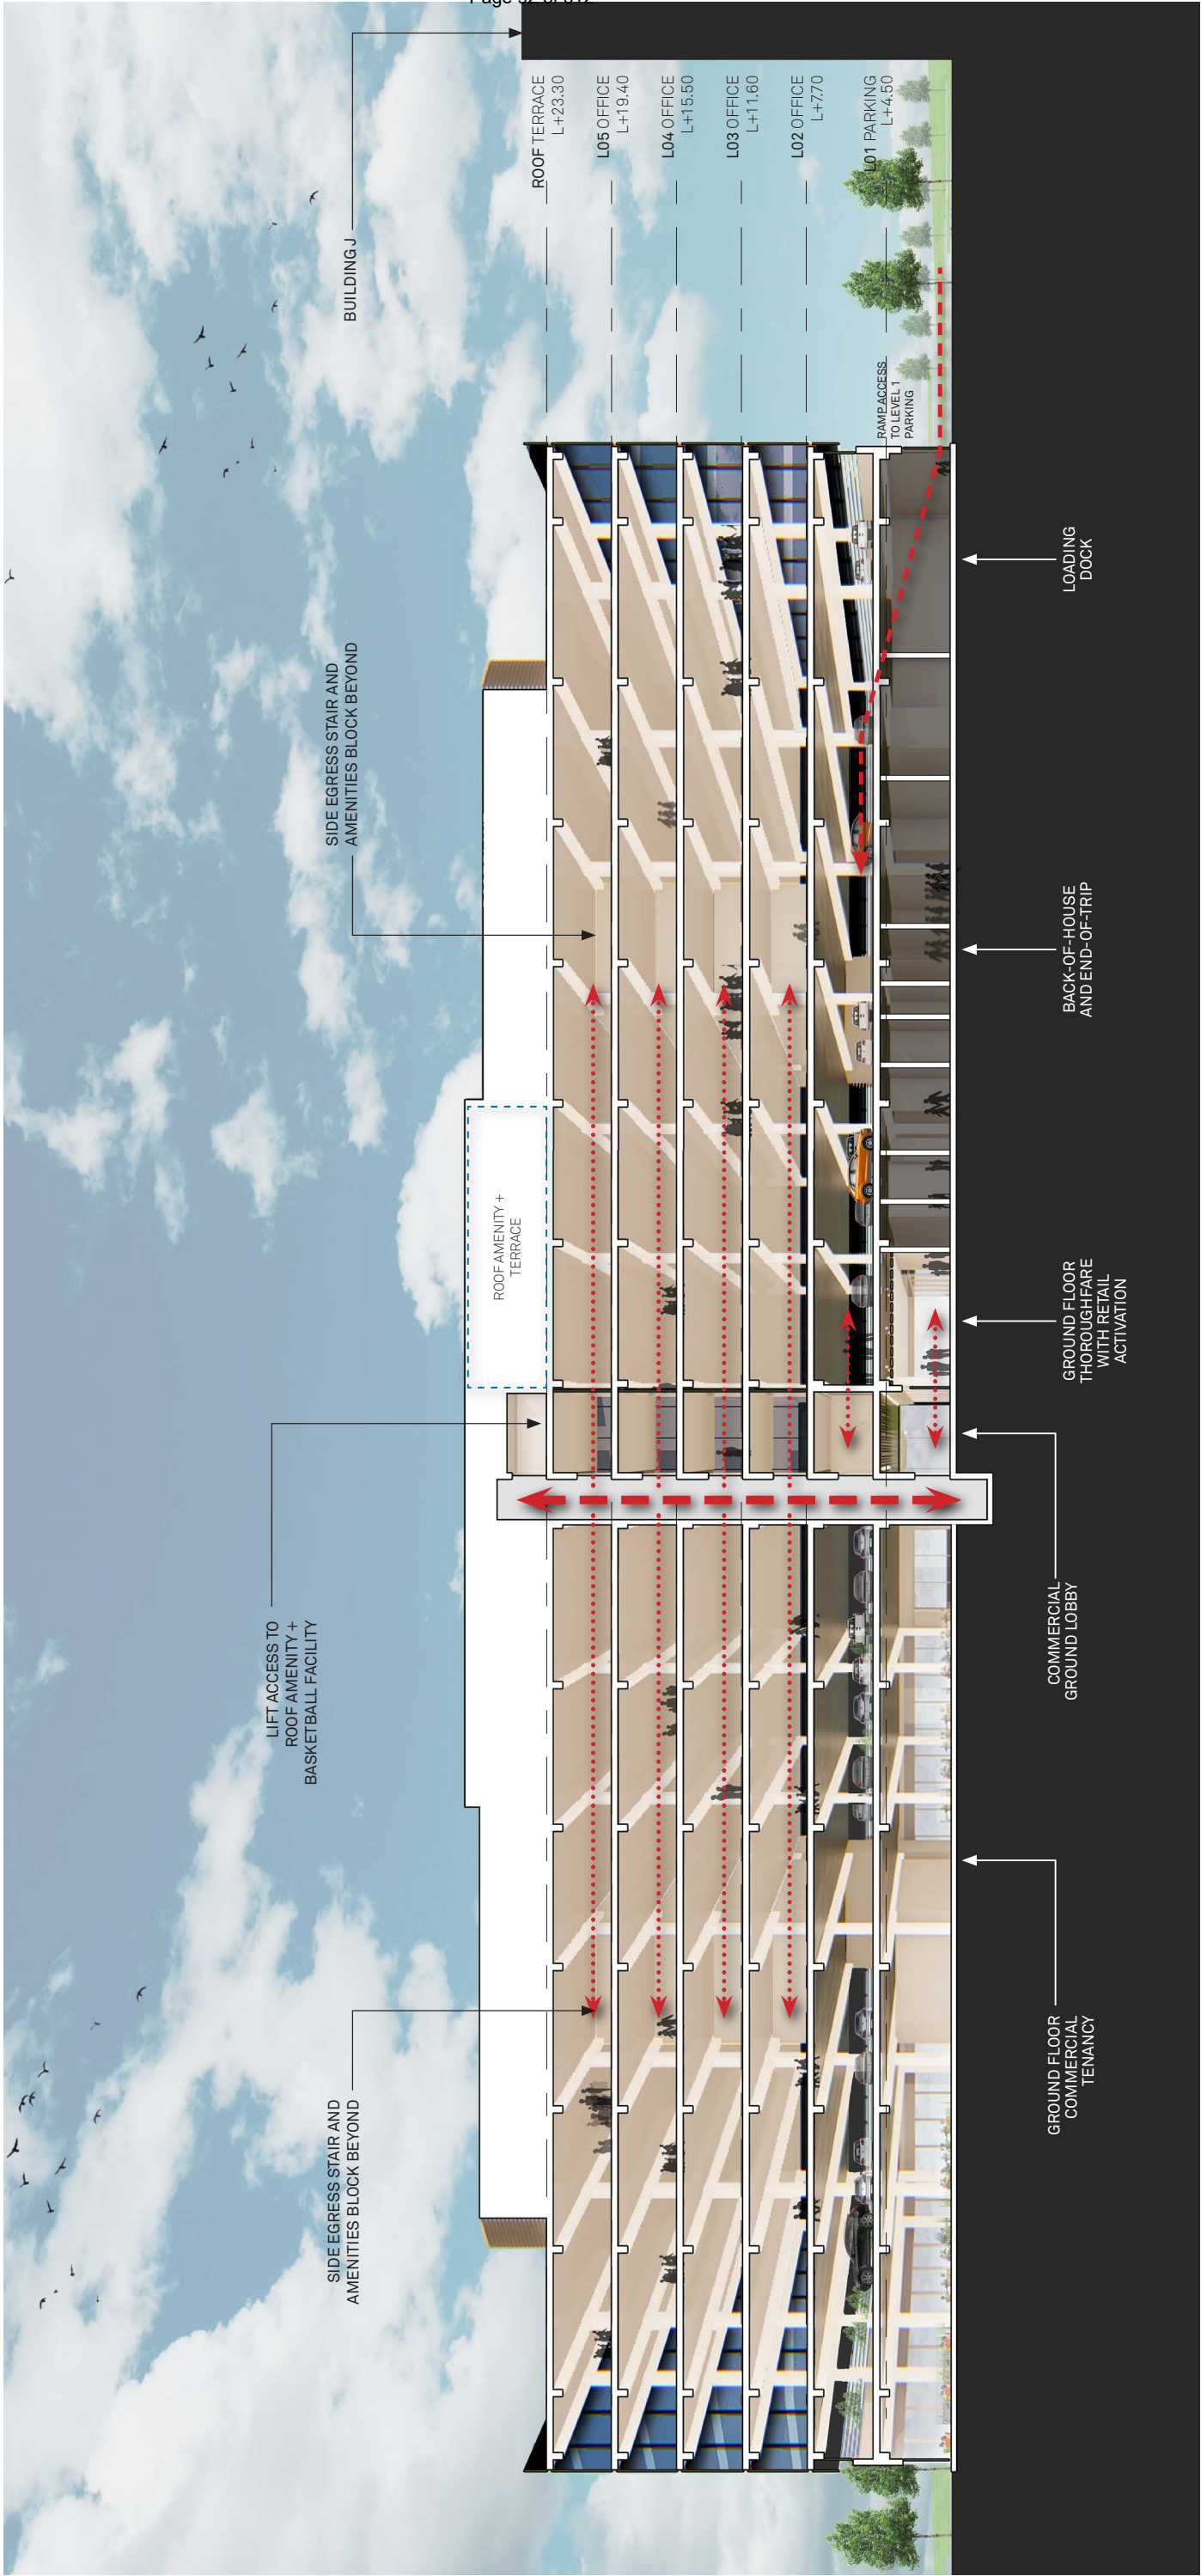 BUILDING J
ROOF TERRACE
L+23.30
L05 OFFICE
L+19.40
L04 OFFICE
L+15.50
L03 OFFICE
L+11.60
L02 OFFICE
L+7.70
L01 PARKING
L+4.50
RAMP ACCESS
TO LEVEL 1
PARKING
SIDE EGRESS STAIR AND
AMENITIES BLOCK BEYOND
ROOF AMENITY +
TERRACE
LIFT ACCESS TO
ROOF AMENITY +
BASKETBALL FACILITY
SIDE EGRESS STAIR AND
AMENITIES BLOCK BEYOND
GROUND FLOOR
COMMERCIAL
TENANCY
COMMERCIAL
GROUND LOBBY
GROUND FLOOR
THOROUGHFARE
WITH RETAIL
ACTIVATION
BACK-OF-HOUSE
AND END-OF-TRIP
LOADING
DOCK